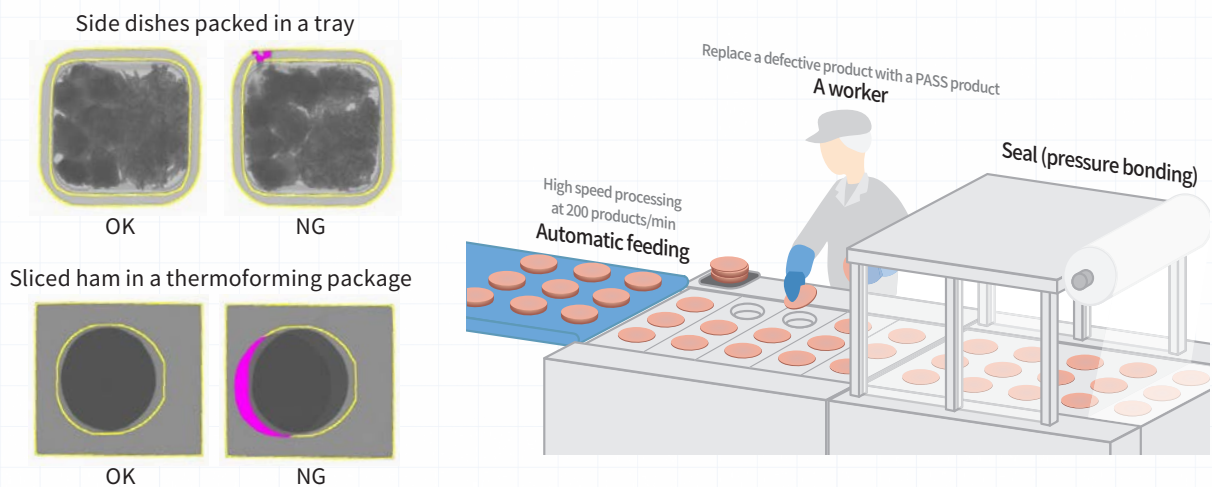 Side dishes packed in a tray
OK
NG
Sliced ham in a thermoforming package
OK
NG
Replace a defective product with a PASS product
A worker
Seal (pressure bonding)
High speed processing
at 200 products/min
Automatic feeding